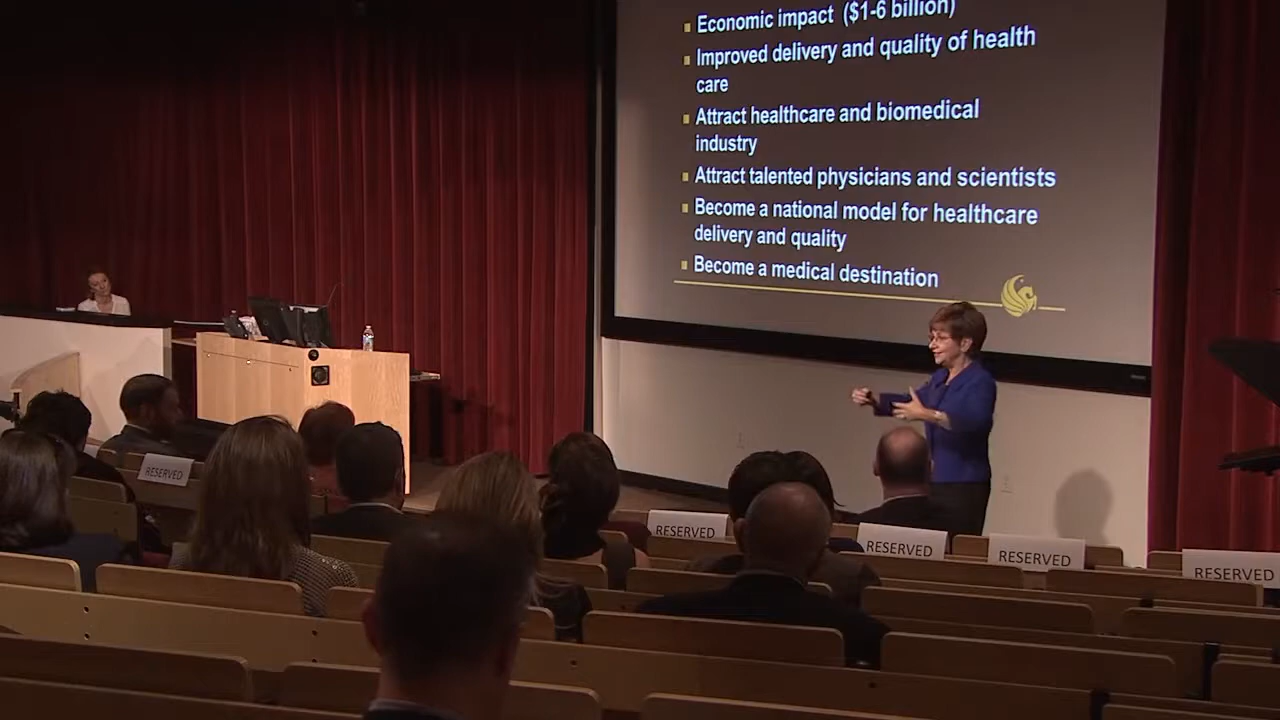 Economic impact ($1-6 billion)
Improved delivery and quality of health
care
Attract healthcare and biomedical
industry
Attract talented physicians and scientists
Become a national model for healthcare
delivery and quality
Become a medical destination
RESERVED
RESERVED
RESERVED
RESERVED
RESERVED